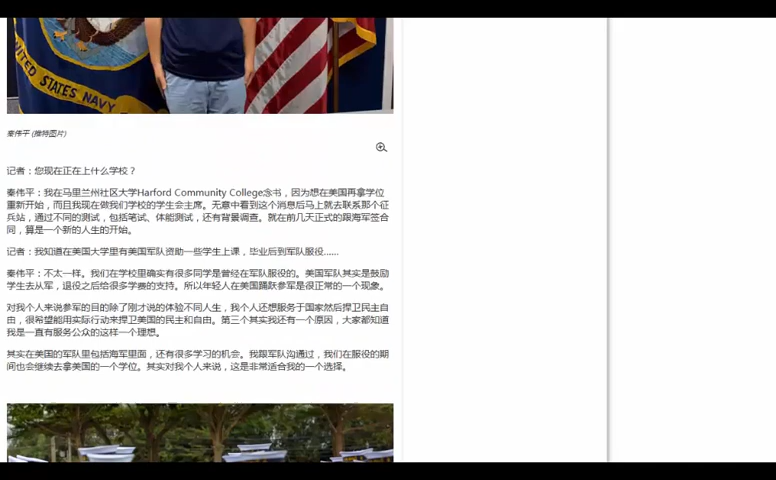 UNITED STATES NAVY
秦伟平 (推特图片)
记者：您现在正在上什么学校？
秦伟平：我在马里兰州社区大学Harford Community College念书，因为想在美国再拿学位
重新开始，而且我现在做我们学校的学生会主席。无意中看到这个消息后马上就去联系那个征
兵站，通过不同的测试，包括笔试、体能测试，还有背景调查。就在前几天正式的跟海军签合
同，算是一个新的人生的开始。
记者：我知道在美国大学里有美国军队资助一些学生上课，毕业后到军队服役......
秦伟平：不太一样。我们在学校里确实有很多同学是曾经在军队服役的。美国军队其实是鼓励
学生去从军，退役之后给很多学费的支持。所以年轻人在美国踊跃参军是很正常的一个现象。
对我个人来说参军的目的除了刚才说的体验不同人生，我个人还想服务于国家然后捍卫民主自
由，很希望能用实际行动来捍卫美国的民主和自由。第三个其实我还有一个原因，大家都知道
我是一直有服务公众的这样一个理想。
其实在美国的军队里包括海军里面，还有很多学习的机会。我跟军队沟通过，我们在服役的期
间也会继续去拿美国的一个学位。其实对我个人来说，这是非常适合我的一个选择。